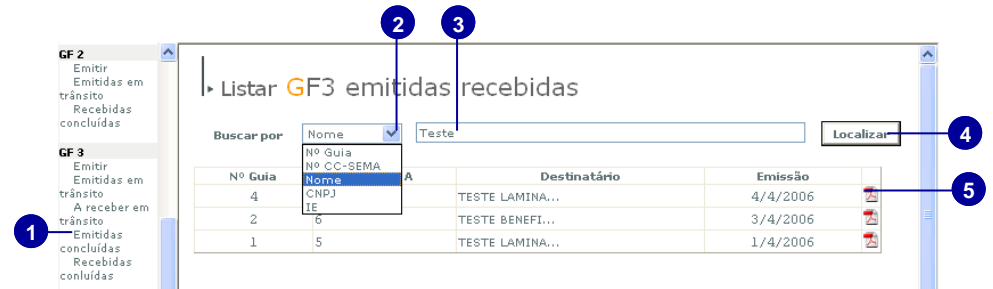 2
3
GF 2
Emitir
Emitidas em
trânsito
Recebidas
concluídas
GF 3
Emitir
Emitidas em
trânsito
A receber em
trânsito
Emitidas
concluídas
Recebidas
conluídas
1
Listar GF3 emitidas recebidas
Buscar por
Nome
Teste
Localizar
4
Nº Guia
Nº CC-SEMA
Nome
CNPJ
IE
Nº Guia
A
Destinatário
Emissão
4
TESTE LAMINA...
4/4/2006
5
2
6
TESTE BENEFI...
3/4/2006
1
5
TESTE LAMINA...
1/4/2006